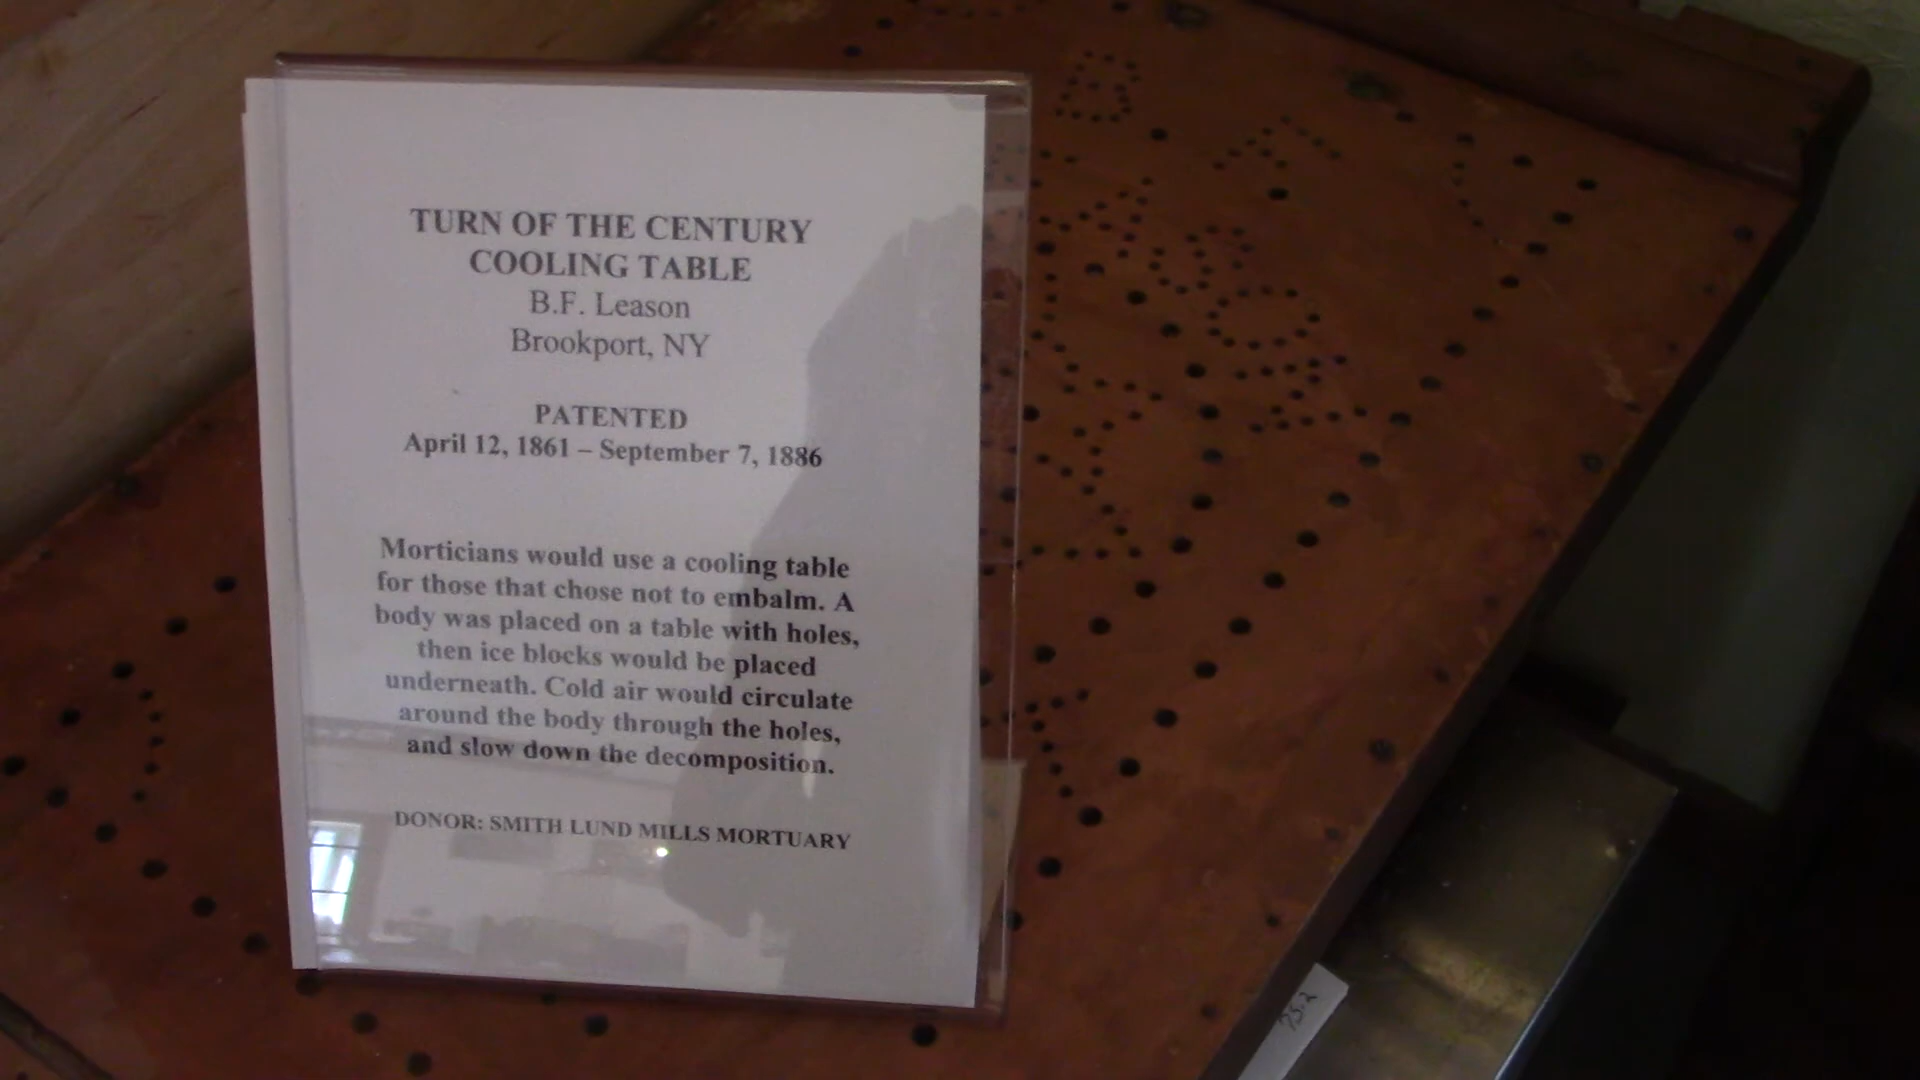 TURN OF THE CENTURY
COOLING TABLE
B.F. Leason
Brookport, NY
PATENTED
April 12, 1861 – September 7, 1886
Morticians would use a cooling table
for those that chose not to embalm. A
body was placed on a table with holes,
then ice blocks would be placed
underneath. Cold air would circulate
around the body through the holes,
and slow down the decomposition.
DONOR: SMITH LUND MILLS MORTUARY